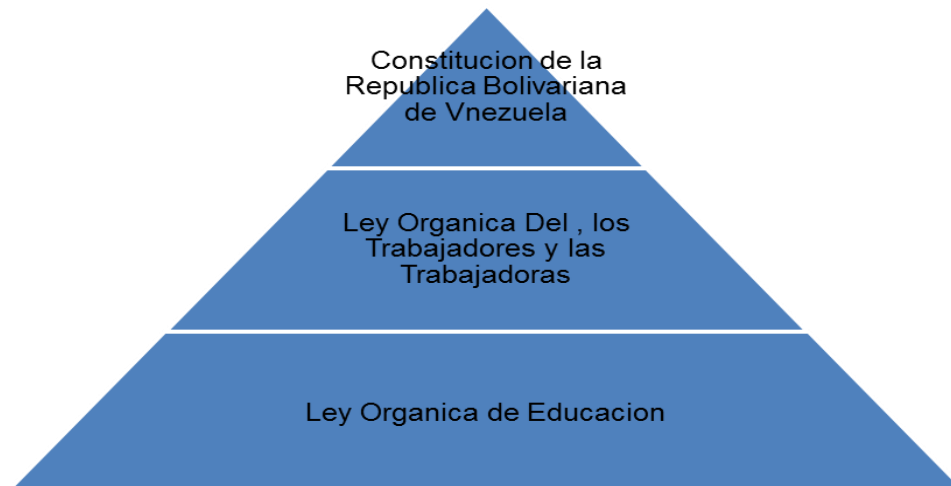 Constitucion de la
Republica Bolivariana
de Vnezuela
Ley Organica Del , los
Trabajadores y las
Trabajadoras
Ley Organica de Educacion